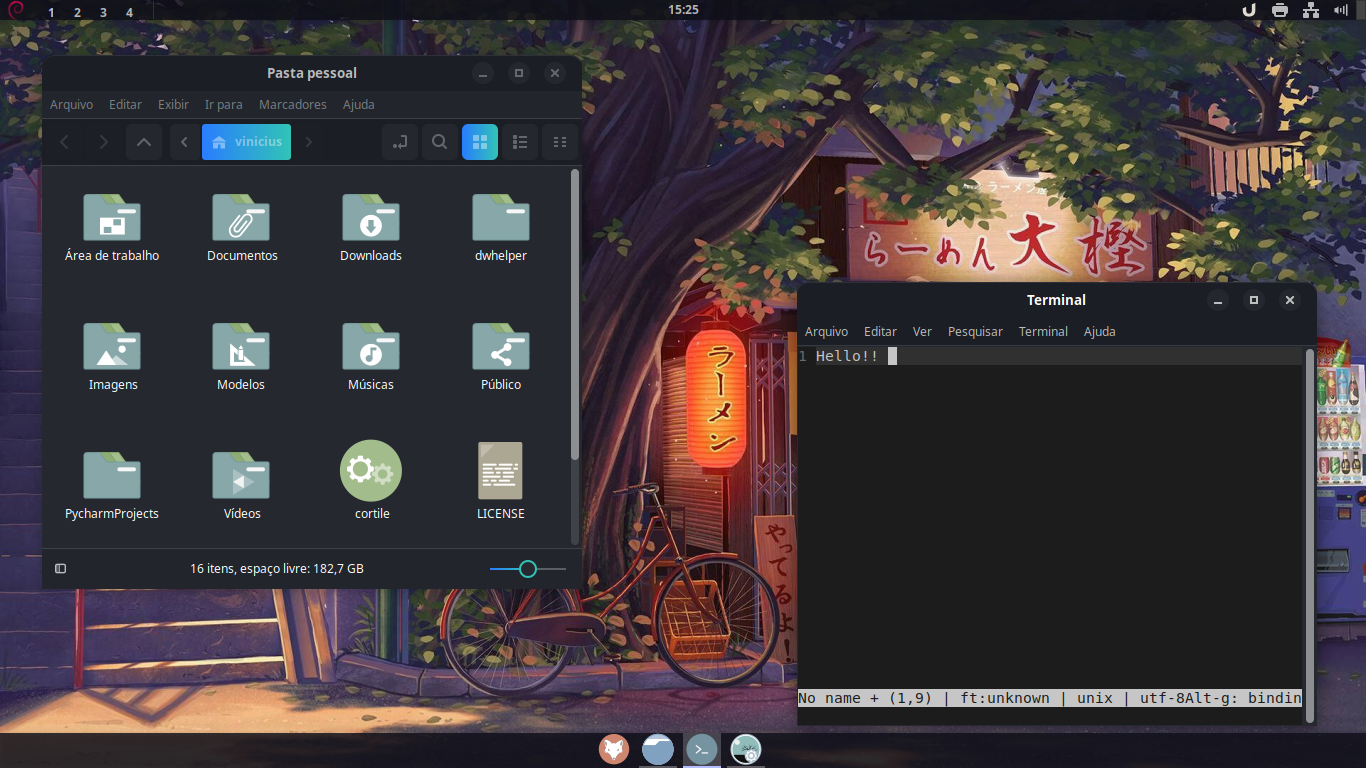 1 2 3 4
15:25
Pasta pessoal
Arquivo Editar Exibir Ir para Marcadores Ajuda
vinicius
Área de trabalho Documentos Downloads dwhelper
Imagens Modelos Músicas Público
PycharmProjects Vídeos cortile LICENSE
16 itens, espaço livre: 182,7 GB
ラーメン
らーめん 大樫
ラーメン
やってるよ!
Terminal
Arquivo Editar Ver Pesquisar Terminal Ajuda
1 Hello!!
No name + (1,9) | ft:unknown | unix | utf-8Alt-g: bindin